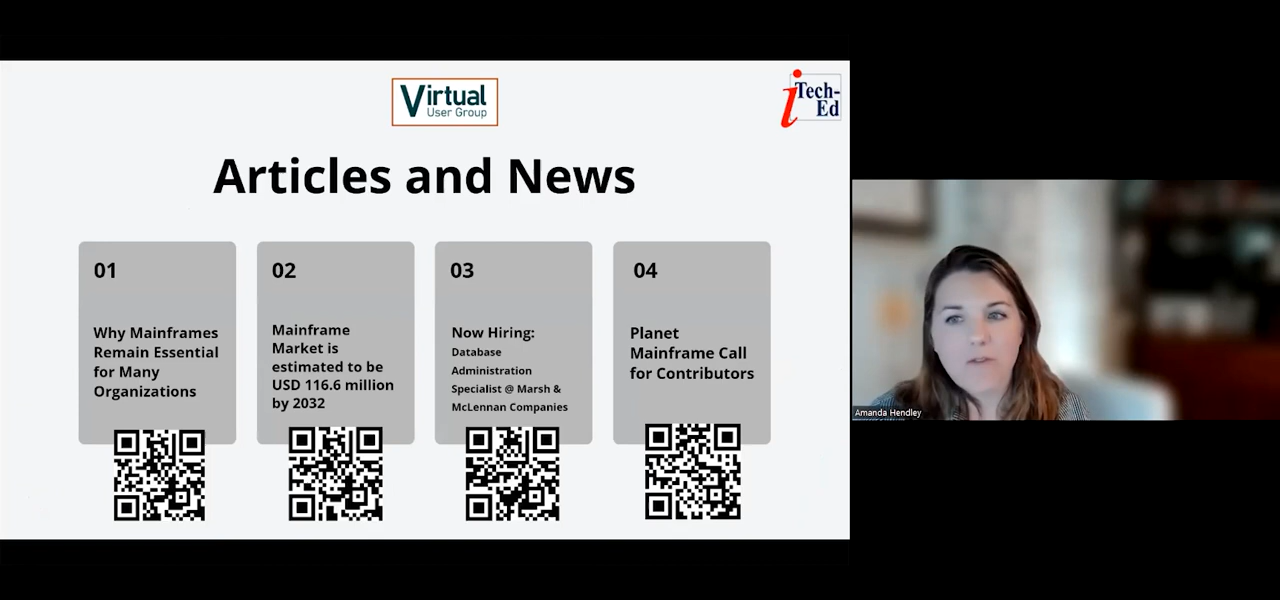 Virtual
User Group
iTech-
Ed
Articles and News
01
Why Mainframes
Remain Essential
for Many
Organizations
02
Mainframe
Market is
estimated to be
USD 116.6 million
by 2032
03
Now Hiring:
Database
Administration
Specialist @ Marsh &
McLennan Companies
04
Planet
Mainframe Call
for Contributors
Amanda Hendley